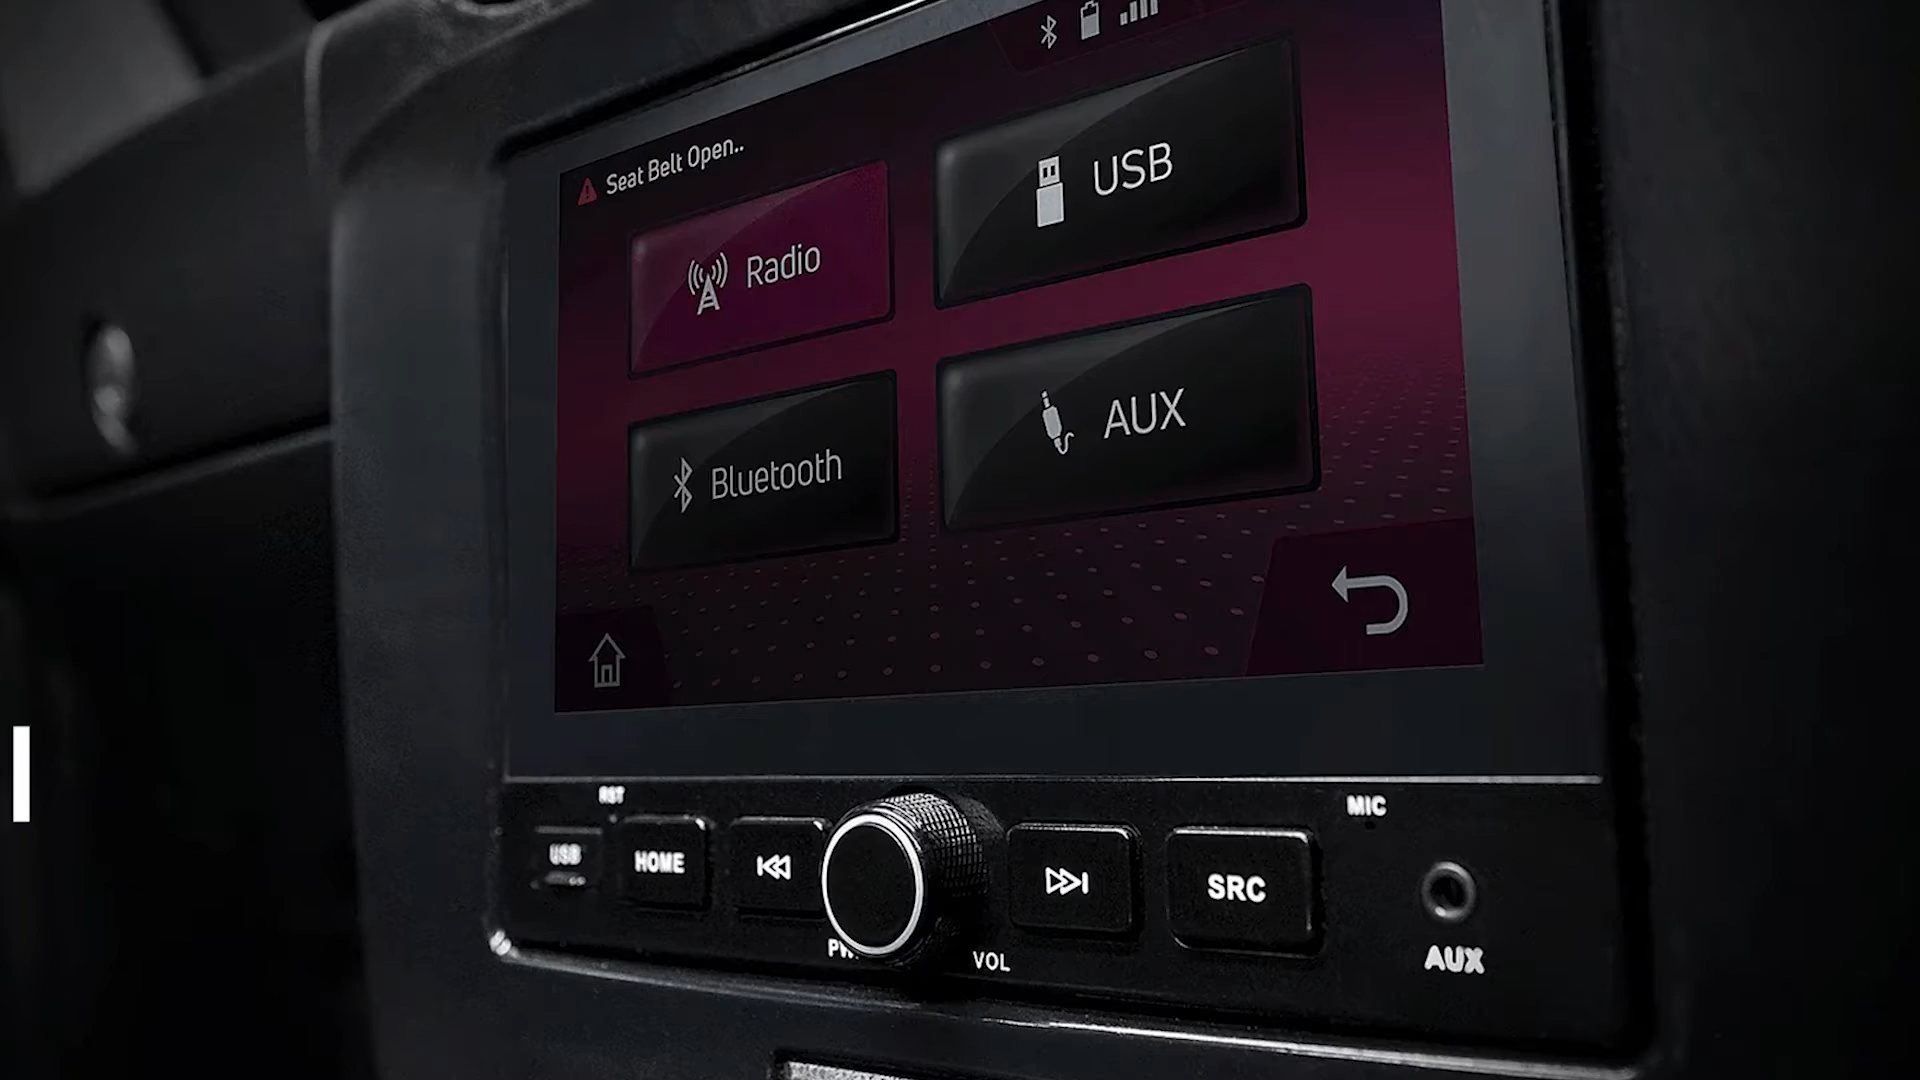 Seat Belt Open..
Radio
USB
Bluetooth
AUX
RST
MIC
USB
HOME
SRC
VOL
AUX